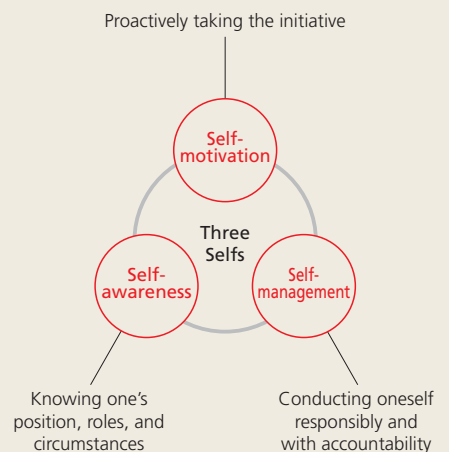 Proactively taking the initiative
Self-
motivation
Three
Selfs
Self-
awareness
Self-
management
Knowing one's
position, roles, and
circumstances
Conducting oneself
responsibly and
with accountability